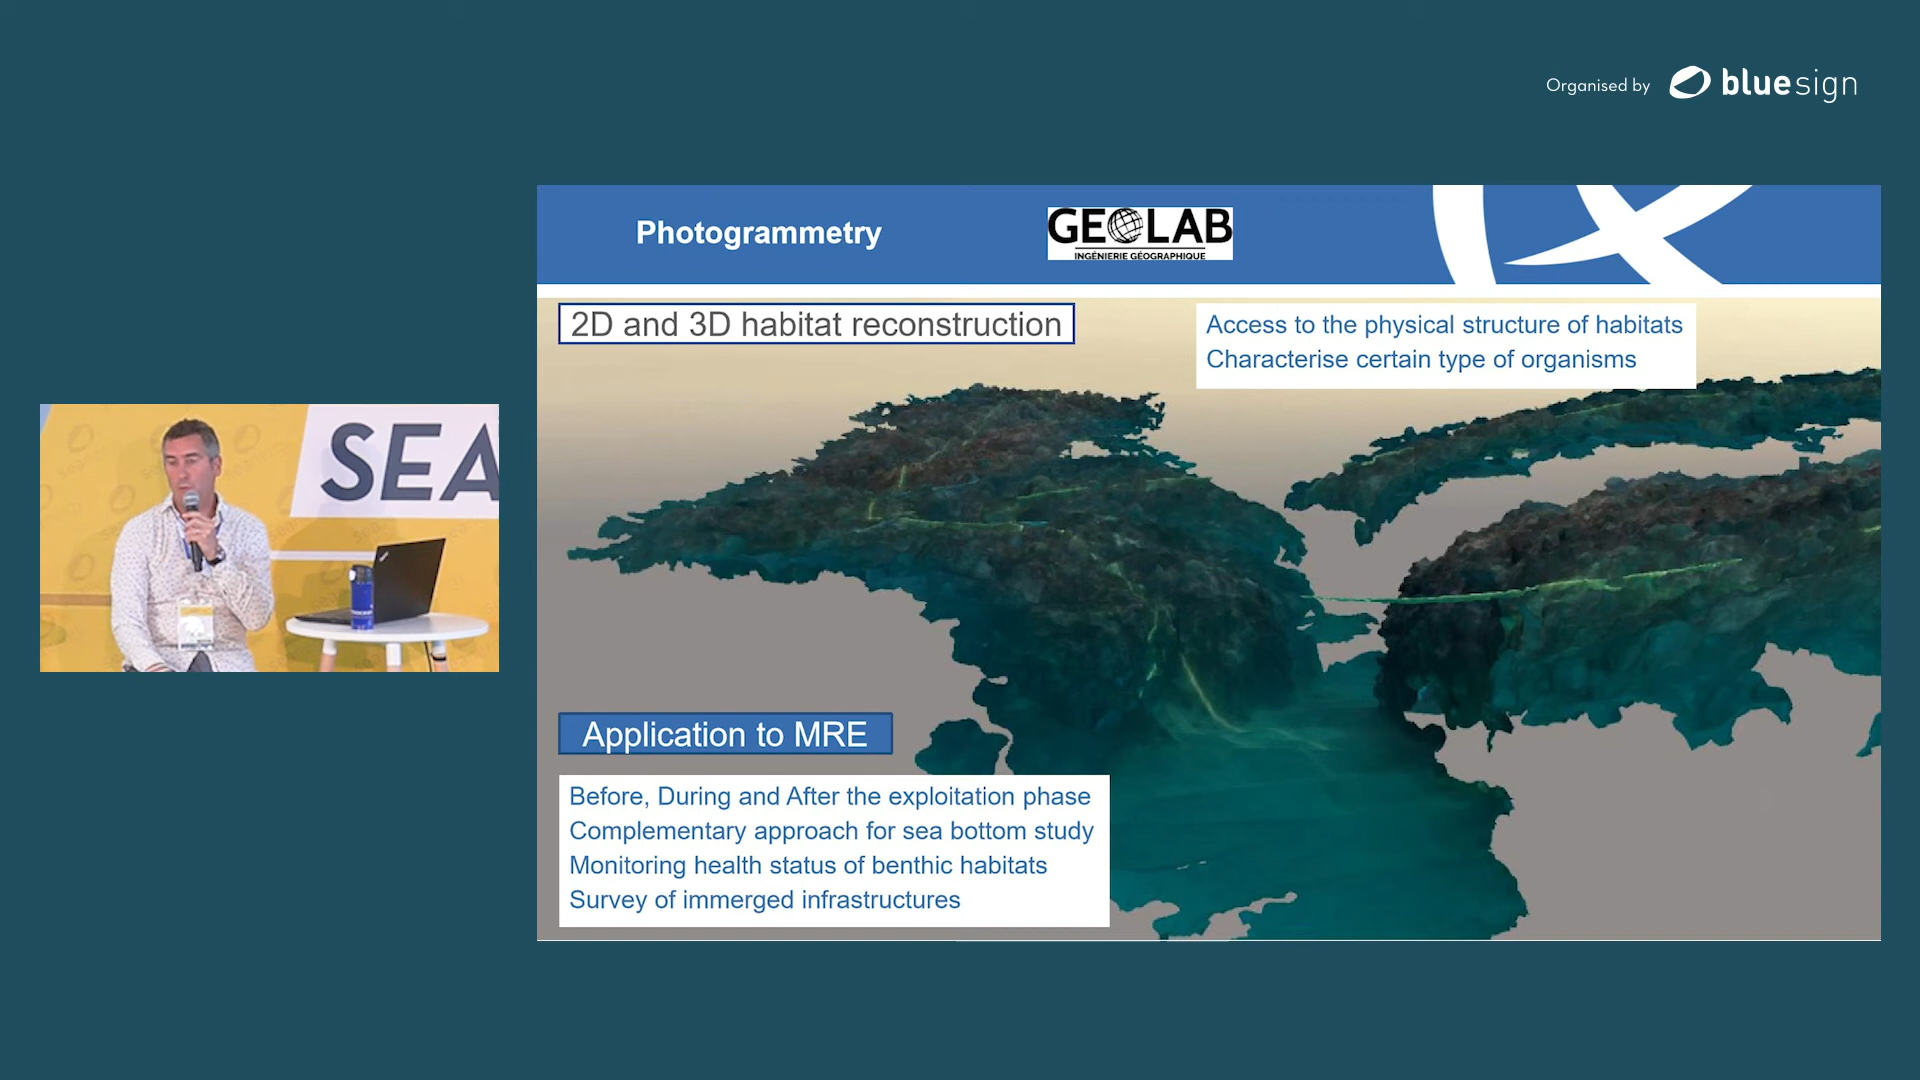 Organised by bluesign
Photogrammetry
GEOLAB
INGÉNIERIE GÉOGRAPHIQUE
2D and 3D habitat reconstruction
Access to the physical structure of habitats
Characterise certain type of organisms
SEA
Application to MRE
Before, During and After the exploitation phase
Complementary approach for sea bottom study
Monitoring health status of benthic habitats
Survey of immerged infrastructures